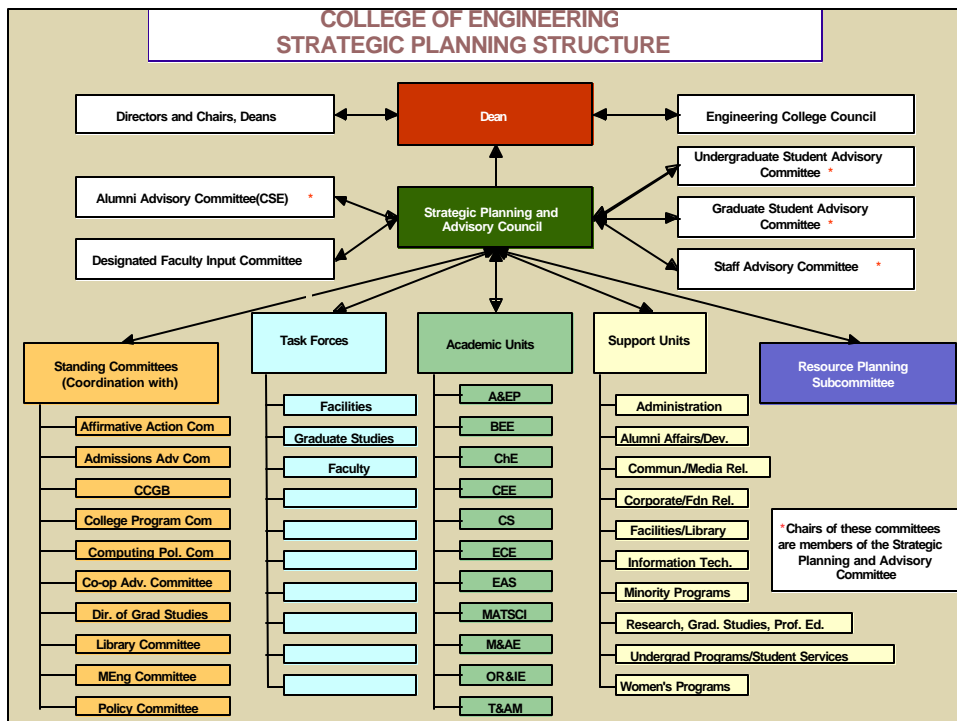 COLLEGE OF ENGINEERING
STRATEGIC PLANNING STRUCTURE
Directors and Chairs, Deans
Dean
Engineering College Council
Undergraduate Student Advisory
Committee *
Alumni Advisory Committee(CSE) *
Strategic Planning and
Advisory Council
Graduate Student Advisory
Committee *
Designated Faculty Input Committee
Staff Advisory Committee *
Standing Committees
(Coordination with)
Affirmative Action Com
Admissions Adv Com
CCGB
College Program Com
Computing Pol. Com
Co-op Adv. Committee
Dir. of Grad Studies
Library Committee
MEng Committee
Policy Committee
Task Forces
Facilities
Graduate Studies
Faculty
Academic Units
A&EP
BEE
ChE
CEE
CS
ECE
EAS
MATSCI
M&AE
OR&IE
T&AM
Support Units
Administration
Alumni Affairs/Dev.
Commun./Media Rel.
Corporate/Fdn Rel.
Facilities/Library
Information Tech.
Minority Programs
Research, Grad. Studies, Prof. Ed.
Undergrad Programs/Student Services
Women's Programs
Resource Planning
Subcommittee
*Chairs of these committees
are members of the Strategic
Planning and Advisory
Committee